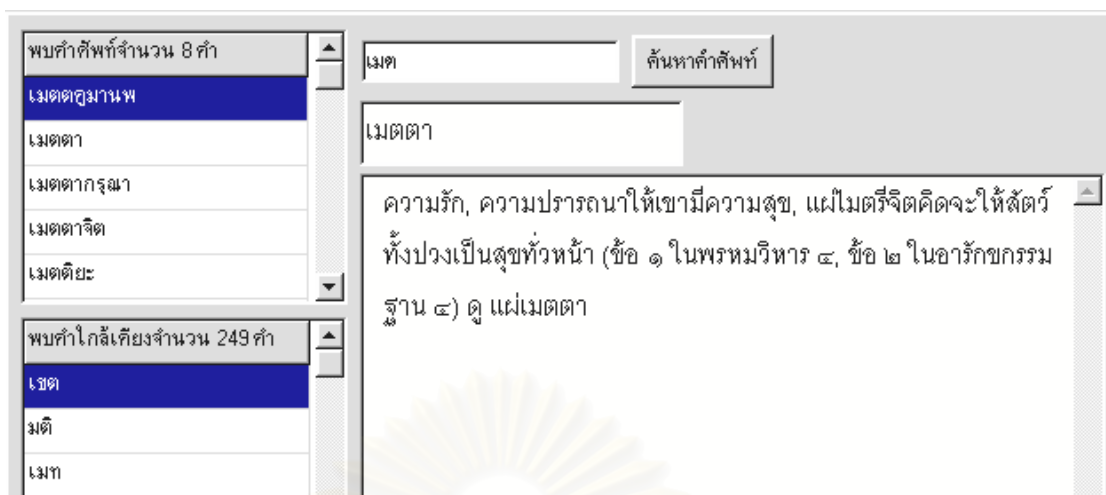 พบคำศัพท์จำนวน 8 คำ
เมตตคูมานพ
เมตตา
เมตตากรุณา
เมตตาจิต
เมตติยะ
พบคำใกล้เคียงจำนวน 249 คำ
เขต
มติ
เมท
เมต
ค้นหาคำศัพท์
เมตตา
ความรัก, ความปรารถนาให้เขามีความสุข, แผ่ไมตรีจิตคิดจะให้สัตว์
ทั้งปวงเป็นสุขทั่วหน้า (ข้อ ๑ ในพรหมวิหาร ๔, ข้อ ๒ ในอารักขกรรม
ฐาน ๔) ดู แผ่เมตตา